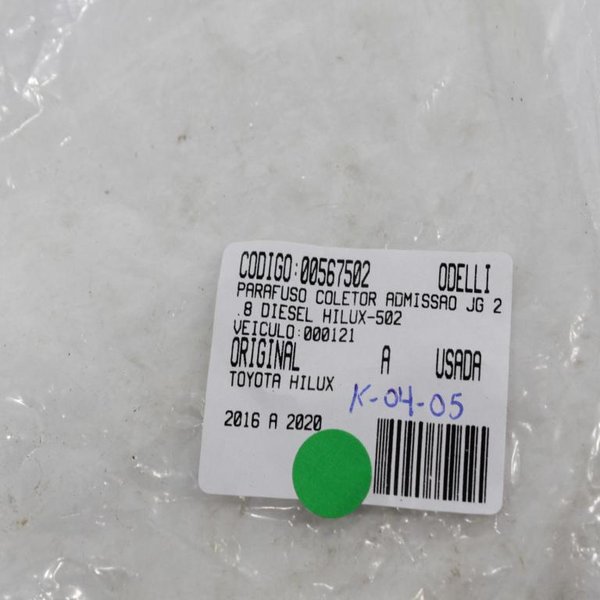 CODIGO:00567502 ODELLI
PARAFUSO COLETOR ADMISSAO JG 2
.8 DIESEL HILUX-502
VEICULO:000121
ORIGINAL A USADA
TOYOTA HILUX
K-04-05
2016 A 2020